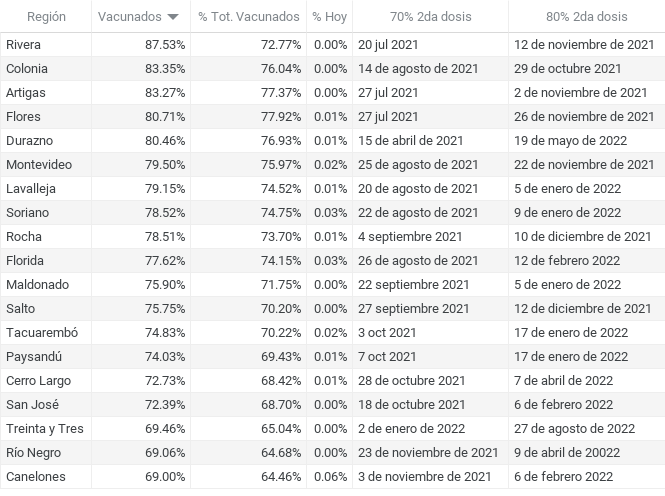 Región Vacunados % Tot. Vacunados % Hoy 70% 2da dosis 80% 2da dosis
Rivera 87.53% 72.77% 0.00% 20 jul 2021 12 de noviembre de 2021
Colonia 83.35% 76.04% 0.00% 14 de agosto de 2021 29 de octubre 2021
Artigas 83.27% 77.37% 0.00% 27 jul 2021 2 de noviembre de 2021
Flores 80.71% 77.92% 0.01% 27 jul 2021 26 de noviembre de 2021
Durazno 80.46% 76.93% 0.01% 15 de abril de 2021 19 de mayo de 2022
Montevideo 79.50% 75.97% 0.02% 25 de agosto de 2021 22 de noviembre de 2021
Lavalleja 79.15% 74.52% 0.01% 20 de agosto de 2021 5 de enero de 2022
Soriano 78.52% 74.75% 0.03% 22 de agosto de 2021 9 de enero de 2022
Rocha 78.51% 73.70% 0.01% 4 septiembre 2021 10 de diciembre de 2021
Florida 77.62% 74.15% 0.03% 26 de agosto de 2021 12 de febrero 2022
Maldonado 75.90% 71.75% 0.00% 22 septiembre 2021 5 de enero de 2022
Salto 75.75% 70.20% 0.00% 27 septiembre 2021 12 de diciembre de 2021
Tacuarembó 74.83% 70.22% 0.02% 3 oct 2021 17 de enero de 2022
Paysandú 74.03% 69.43% 0.01% 7 oct 2021 17 de enero de 2022
Cerro Largo 72.73% 68.42% 0.01% 28 de octubre 2021 7 de abril de 2022
San José 72.39% 68.70% 0.00% 18 de octubre 2021 6 de febrero 2022
Treinta y Tres 69.46% 65.04% 0.00% 2 de enero de 2022 27 de agosto de 2022
Río Negro 69.06% 64.68% 0.00% 23 de noviembre de 2021 9 de abril de 20022
Canelones 69.00% 64.46% 0.06% 3 de noviembre de 2021 6 de febrero 2022